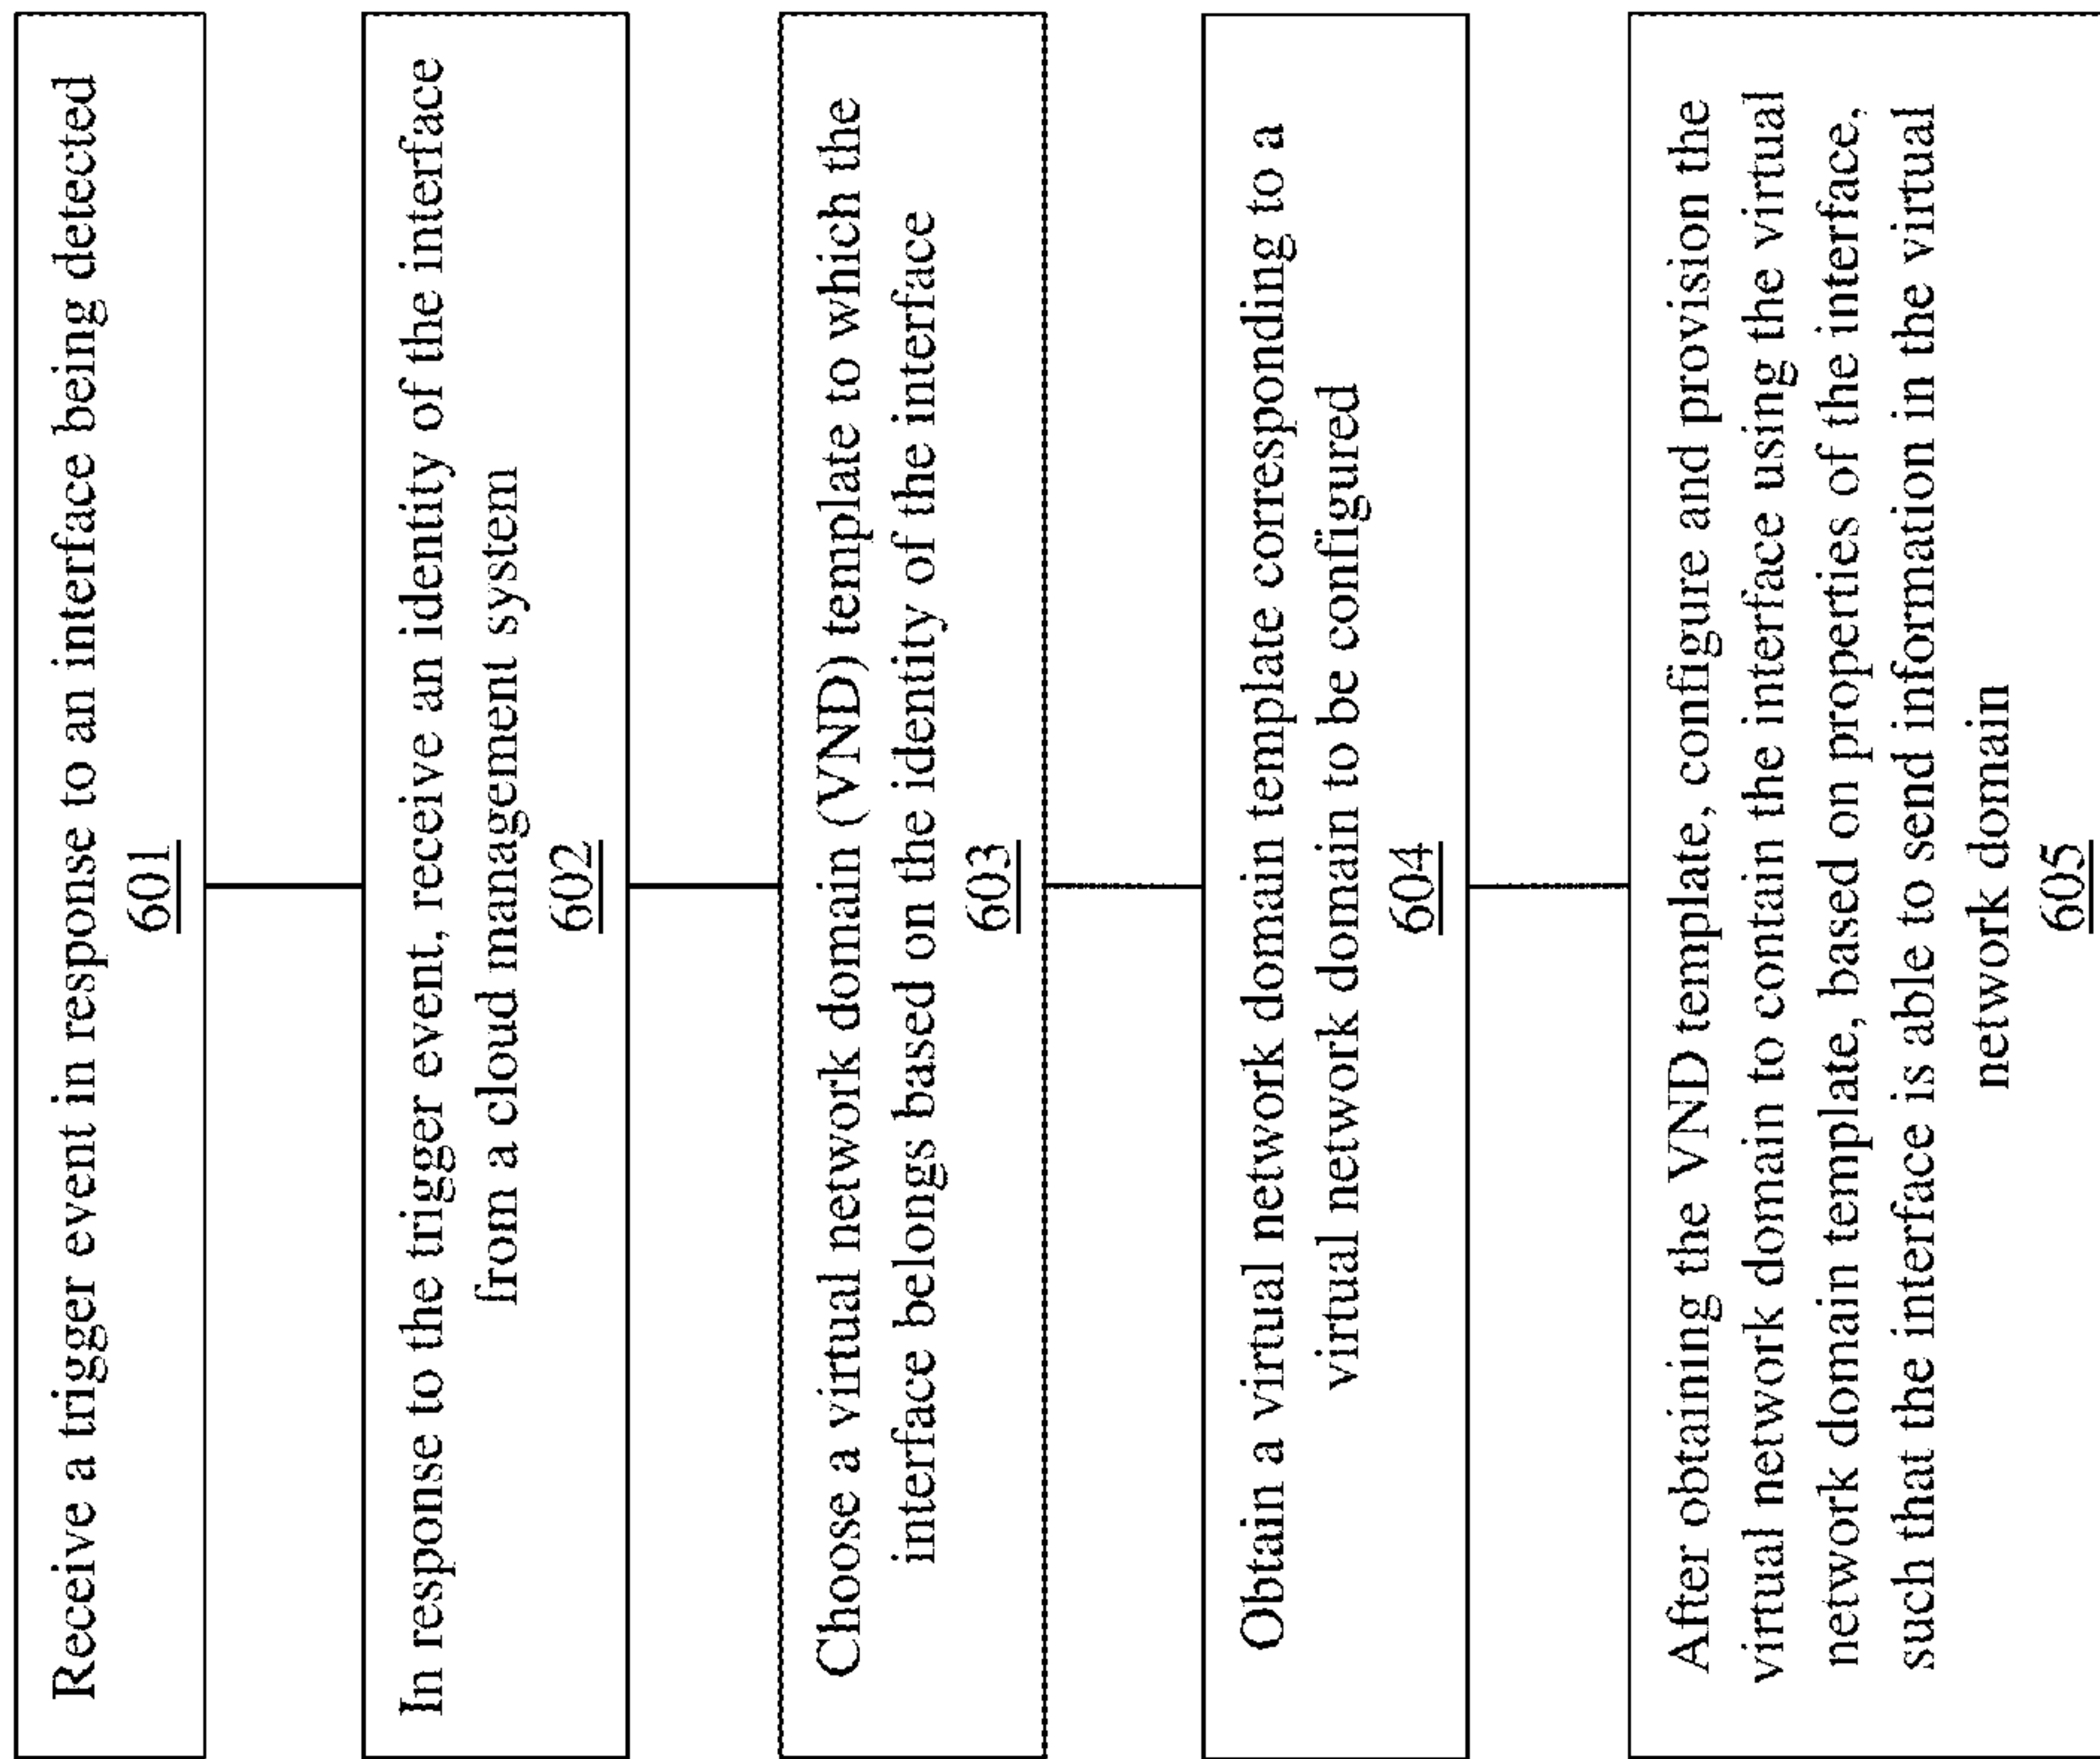 Receive a trigger event in response to an interface being detected
601
In response to the trigger event, receive an identity of the interface
from a cloud management system
602
Choose a virtual network domain (VND) template to which the
interface belongs based on the identity of the interface
603
Obtain a virtual network domain template corresponding to a
virtual network domain to be configured
604
After obtaining the VND template, configure and provision the
virtual network domain to contain the interface using the virtual
network domain template, based on properties of the interface,
such that the interface is able to send information in the virtual
network domain
605